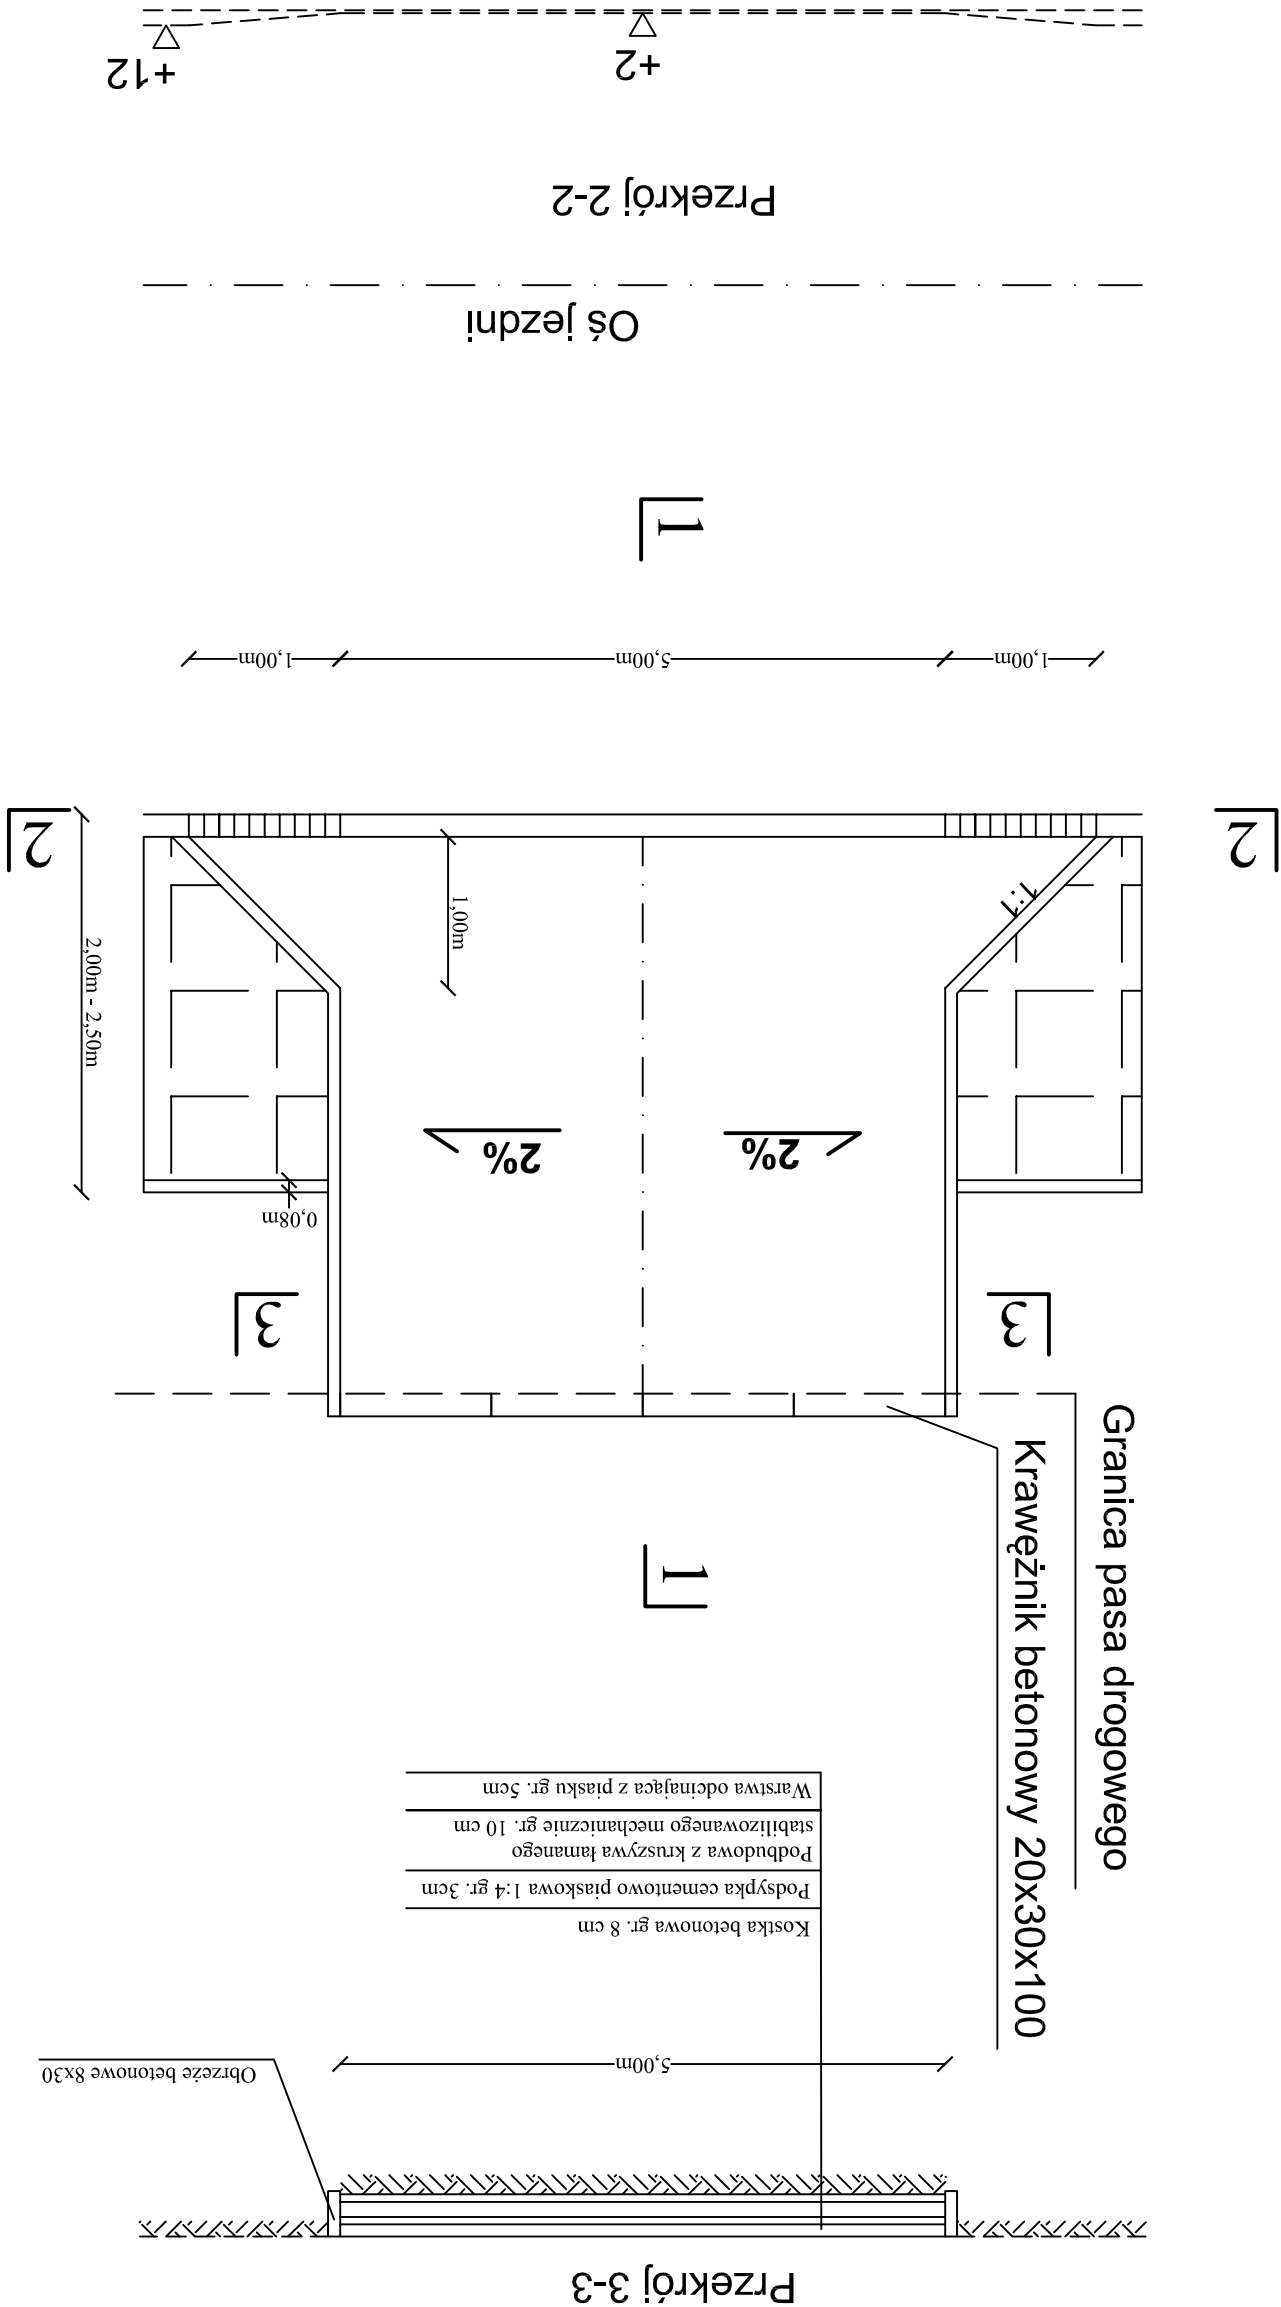 Przekrój 3-3
Obrzeże betonowe 8x30
5,00m
Kostka betonowa gr. 8 cm
Podsypka cementowo piaskowa 1:4 gr. 3cm
Podbudowa z kruszywa łamanego
stabilizowanego mechanicznie gr. 10 cm
Warstwa odcinająca z piasku gr. 5cm
Krawężnik betonowy 20x30x100
Granica pasa drogowego
1
3
3
0,08m
2%
2%
2,00m - 2,50m
1,00m
1:1
2
2
1,00m
5,00m
1,00m
1
Oś jezdni
Przekrój 2-2
+2
+12